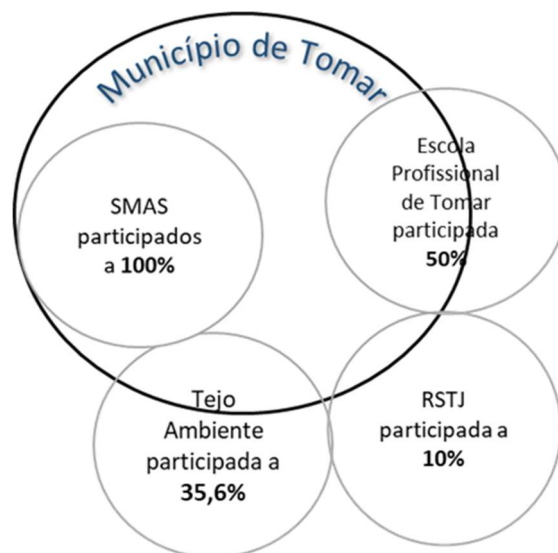 Município de Tomar
SMAS
participados
a 100%
Escola
Profissional
de Tomar
participada
50%
Tejo
Ambiente
participada a
35,6%
RSTJ
participada a
10%